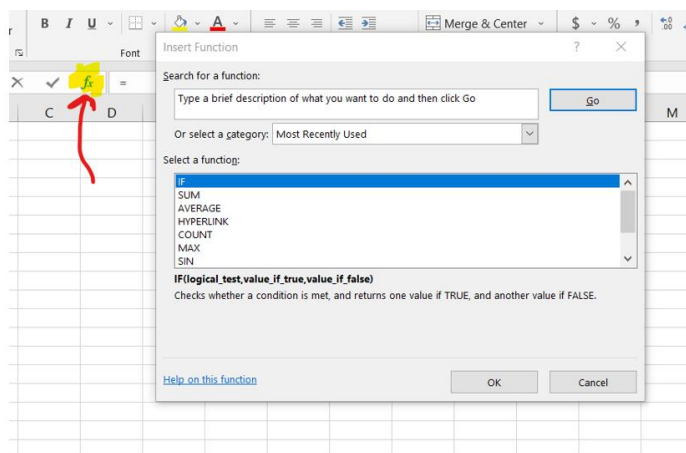 B I U A Merge & Center $ % ,
Font
Insert Function ? ×
Search for a function:
Type a brief description of what you want to do and then click Go
Go
Or select a category: Most Recently Used
Select a function:
IF
SUM
AVERAGE
HYPERLINK
COUNT
MAX
SIN
IF(logical_test,value_if_true,value_if_false)
Checks whether a condition is met, and returns one value if TRUE, and another value if FALSE.
Help on this function
OK
Cancel
fx =
C D M